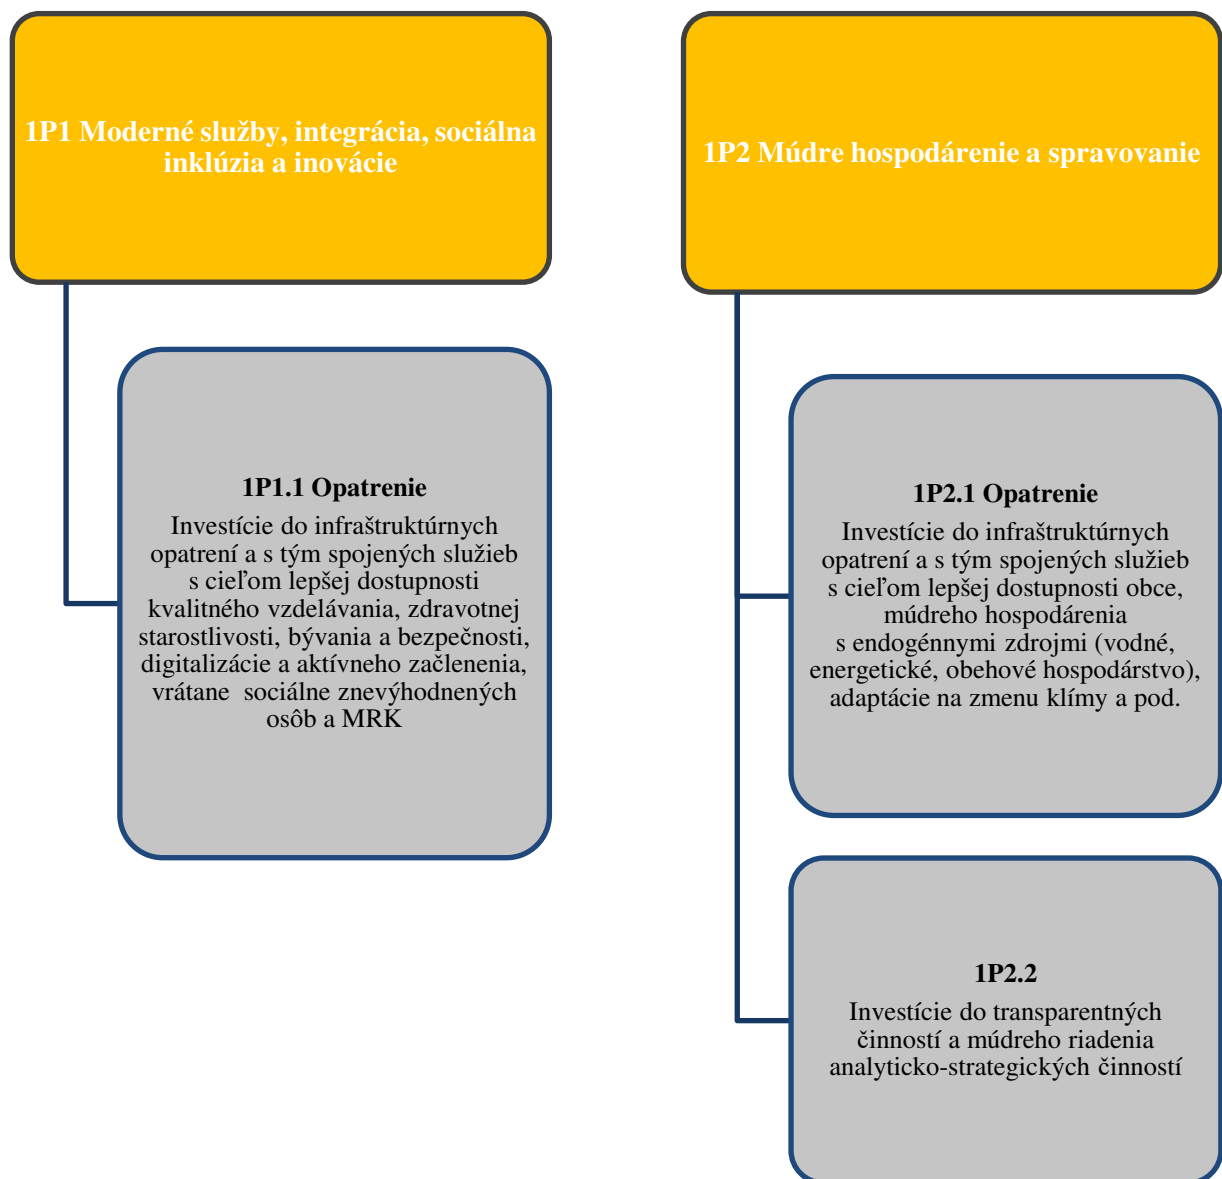 1P1 Moderné služby, integrácia, sociálna
inklúzia a inovácie
1P1.1 Opatrenie
Investície do infraštruktúrnych
opatrení a s tým spojených služieb
s cieľom lepšej dostupnosti
kvalitného vzdelávania, zdravotnej
starostlivosti, bývania a bezpečnosti,
digitalizácie a aktívneho začlenenia,
vrátane  sociálne znevýhodnených
osôb a MRK
1P2 Múdre hospodárenie a spravovanie
1P2.1 Opatrenie
Investície do infraštruktúrnych
opatrení a s tým spojených služieb
s cieľom lepšej dostupnosti obce,
múdreho hospodárenia
s endogénnymi zdrojmi (vodné,
energetické, obehové hospodárstvo),
adaptácie na zmenu klímy a pod.
1P2.2
Investície do transparentných
činností a múdreho riadenia
analyticko-strategických činností